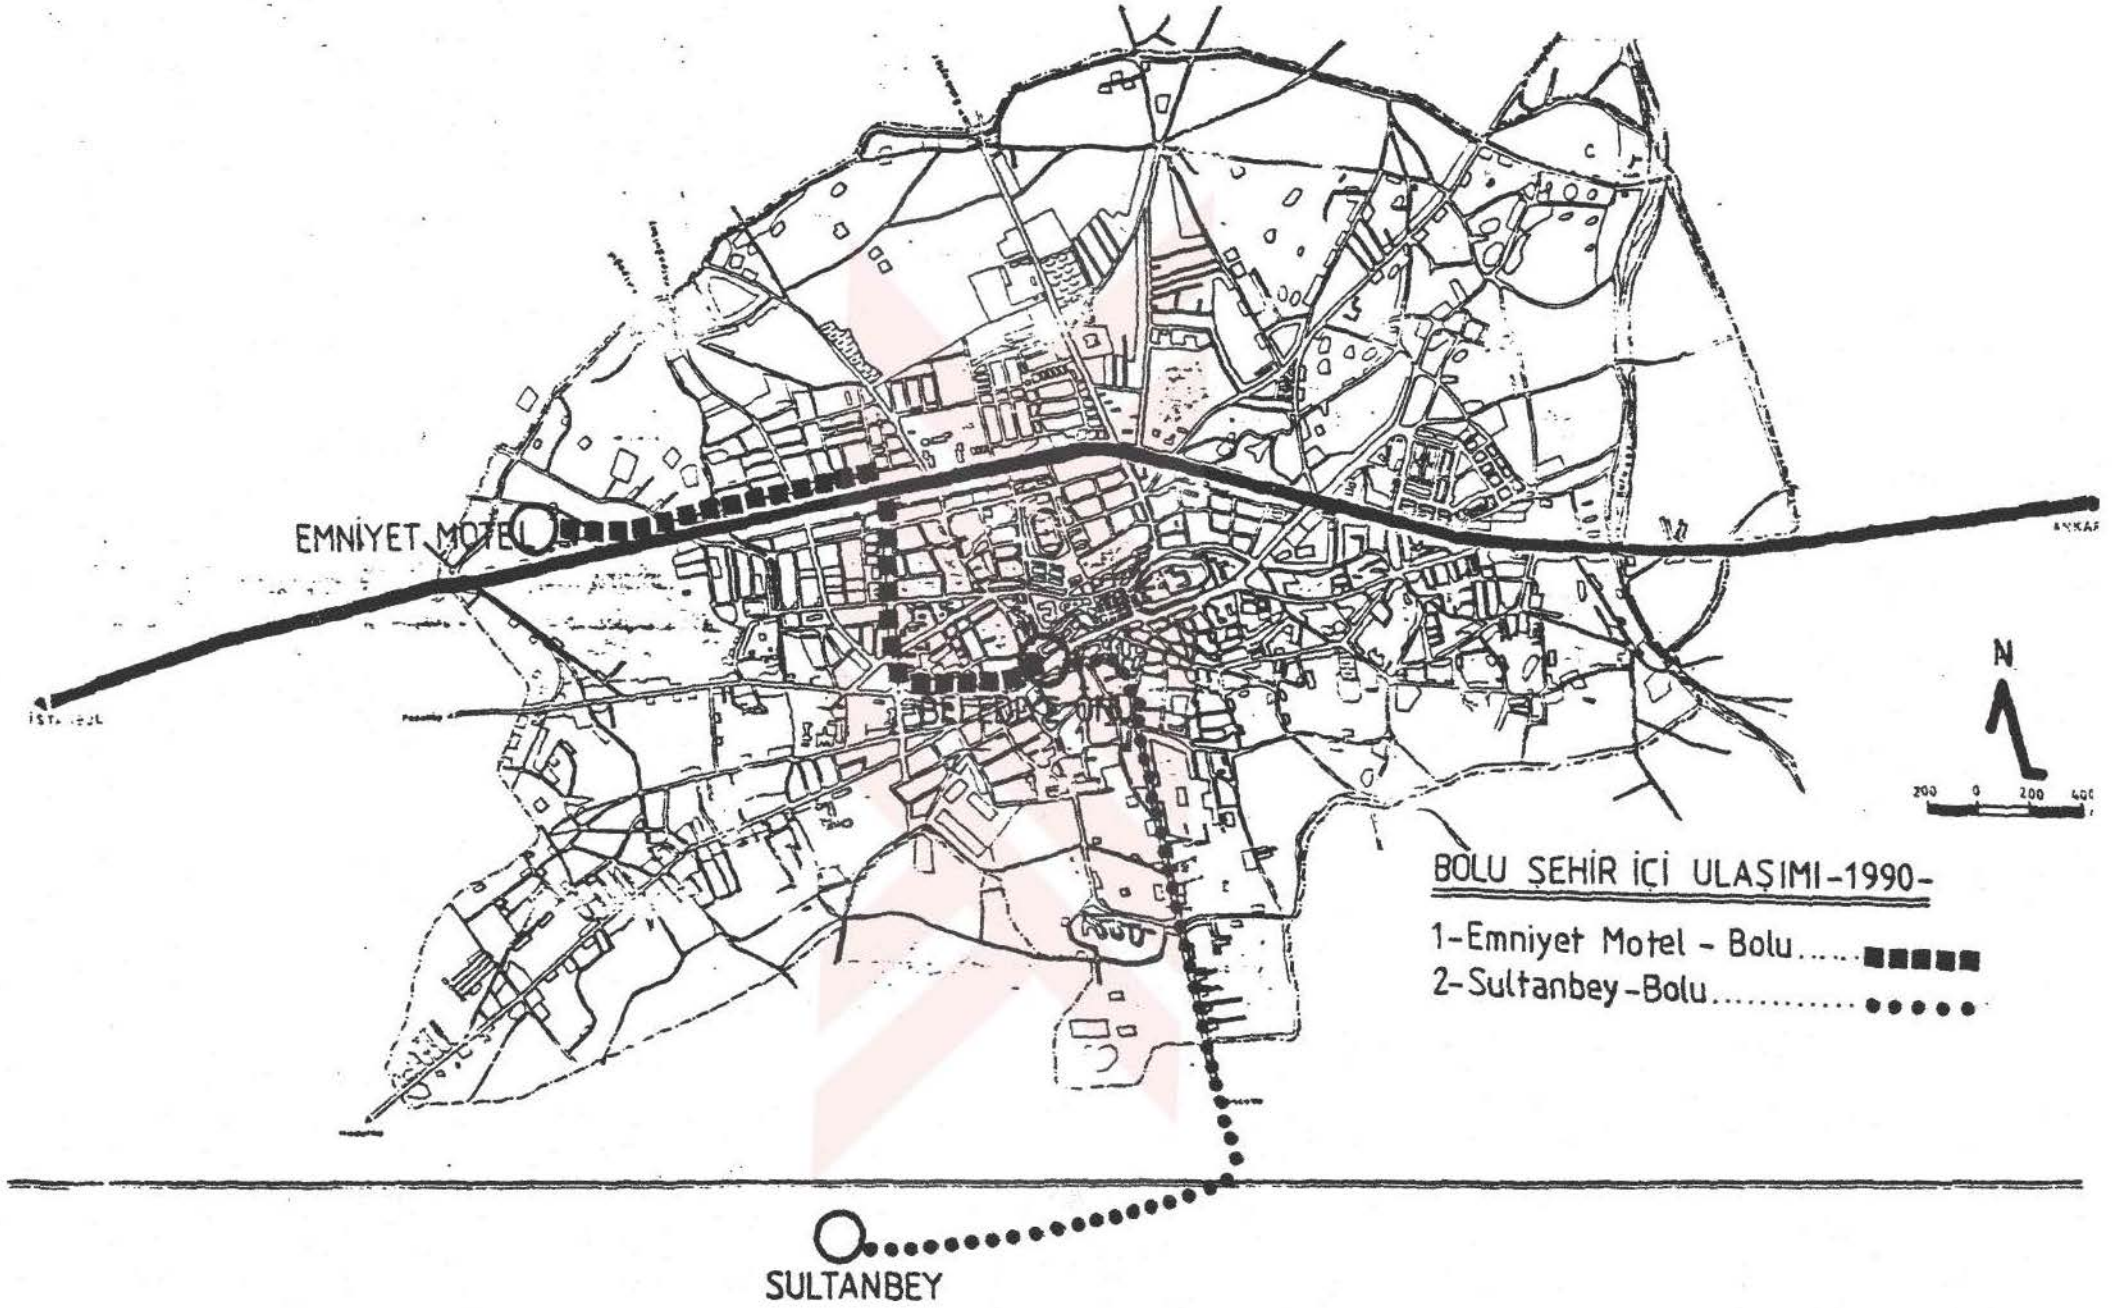 EMNİYET MOTEL
N
200 0 200
BOLU ŞEHİR İÇİ ULAŞIMI-1990-
1-Emniyet Motel - Bolu.....
2-Sultanbey-Bolu............
SULTANBEY